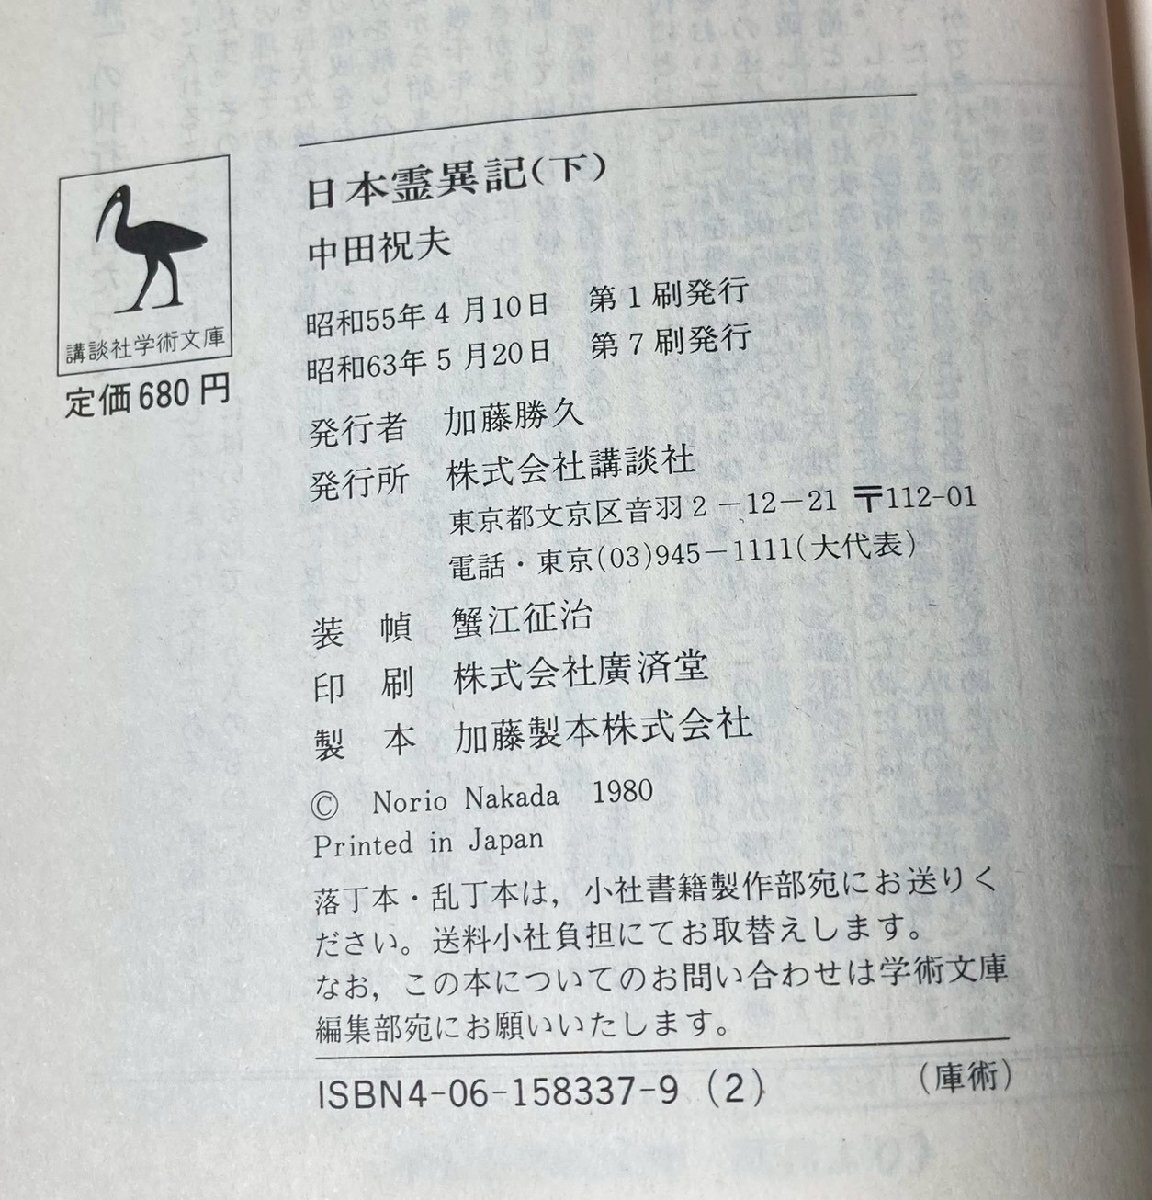 日本霊異記(下)
中田祝夫
昭和55年4月10日　第1刷発行
昭和63年5月20日　第7刷発行
講談社学術文庫
定価680円
発行者　加藤勝久
発行所　株式会社講談社
東京都文京区音羽2-12-21 〒112-01
電話・東京(03)945-1111(大代表)
装　幀　蟹江征治
印　刷　株式会社廣済堂
製　本　加藤製本株式会社
© Norio Nakada 1980
Printed in Japan
落丁本・乱丁本は，小社書籍製作部宛にお送りく
ださい。送料小社負担にてお取替えします。
なお，この本についてのお問い合わせは学術文庫
編集部宛にお願いいたします。
ISBN4-06-158337-9 (2)　(庫術)